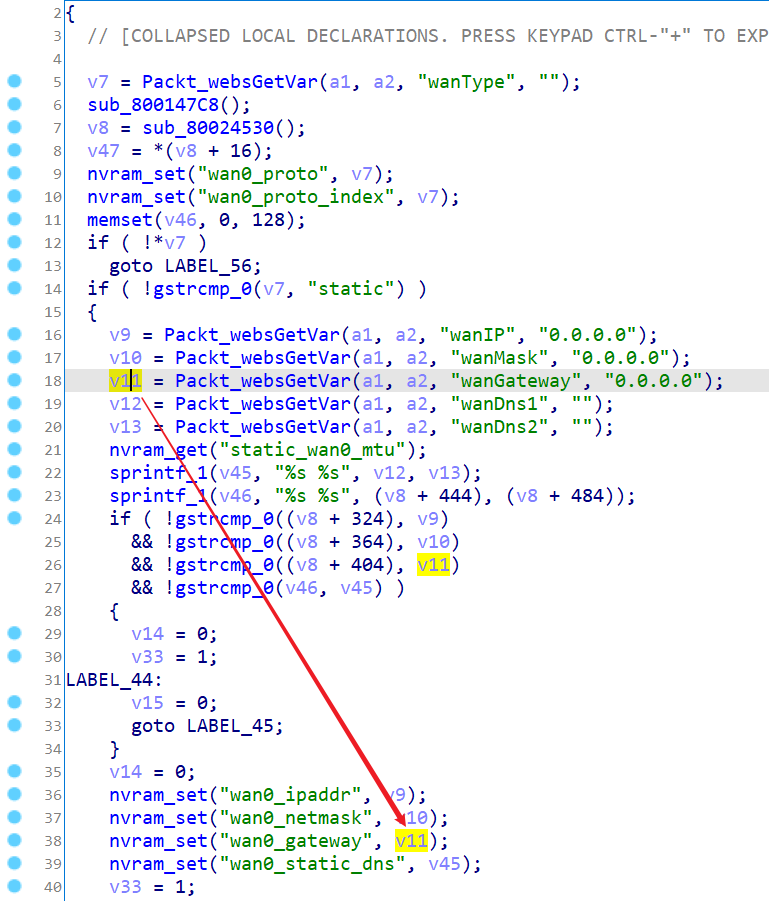 2 {
3 // [COLLAPSED LOCAL DECLARATIONS. PRESS KEYPAD CTRL-"+" TO EXP
4
5 v7 = Packt_websGetVar(a1, a2, "wanType", "");
6 sub_800147C8();
7 v8 = sub_80024530();
8 v47 = *(v8 + 16);
9 nvram_set("wan0_proto", v7);
10 nvram_set("wan0_proto_index", v7);
11 memset(v46, 0, 128);
12 if ( !*v7 )
13 goto LABEL_56;
14 if ( !gstrcmp_0(v7, "static") )
15 {
16 v9 = Packt_websGetVar(a1, a2, "wanIP", "0.0.0.0");
17 v10 = Packt_websGetVar(a1, a2, "wanMask", "0.0.0.0");
18 v11 = Packt_websGetVar(a1, a2, "wanGateway", "0.0.0.0");
19 v12 = Packt_websGetVar(a1, a2, "wanDns1", "");
20 v13 = Packt_websGetVar(a1, a2, "wanDns2", "");
21 nvram_get("static_wan0_mtu");
22 sprintf_1(v45, "%s %s", v12, v13);
23 sprintf_1(v46, "%s %s", (v8 + 444), (v8 + 484));
24 if ( !gstrcmp_0((v8 + 324), v9)
25 && !gstrcmp_0((v8 + 364), v10)
26 && !gstrcmp_0((v8 + 404), v11)
27 && !gstrcmp_0(v46, v45) )
28 {
29 v14 = 0;
30 v33 = 1;
31 LABEL_44:
32 v15 = 0;
33 goto LABEL_45;
34 }
35 v14 = 0;
36 nvram_set("wan0_ipaddr", v9);
37 nvram_set("wan0_netmask", v10);
38 nvram_set("wan0_gateway", v11);
39 nvram_set("wan0_static_dns", v45);
40 v33 = 1;